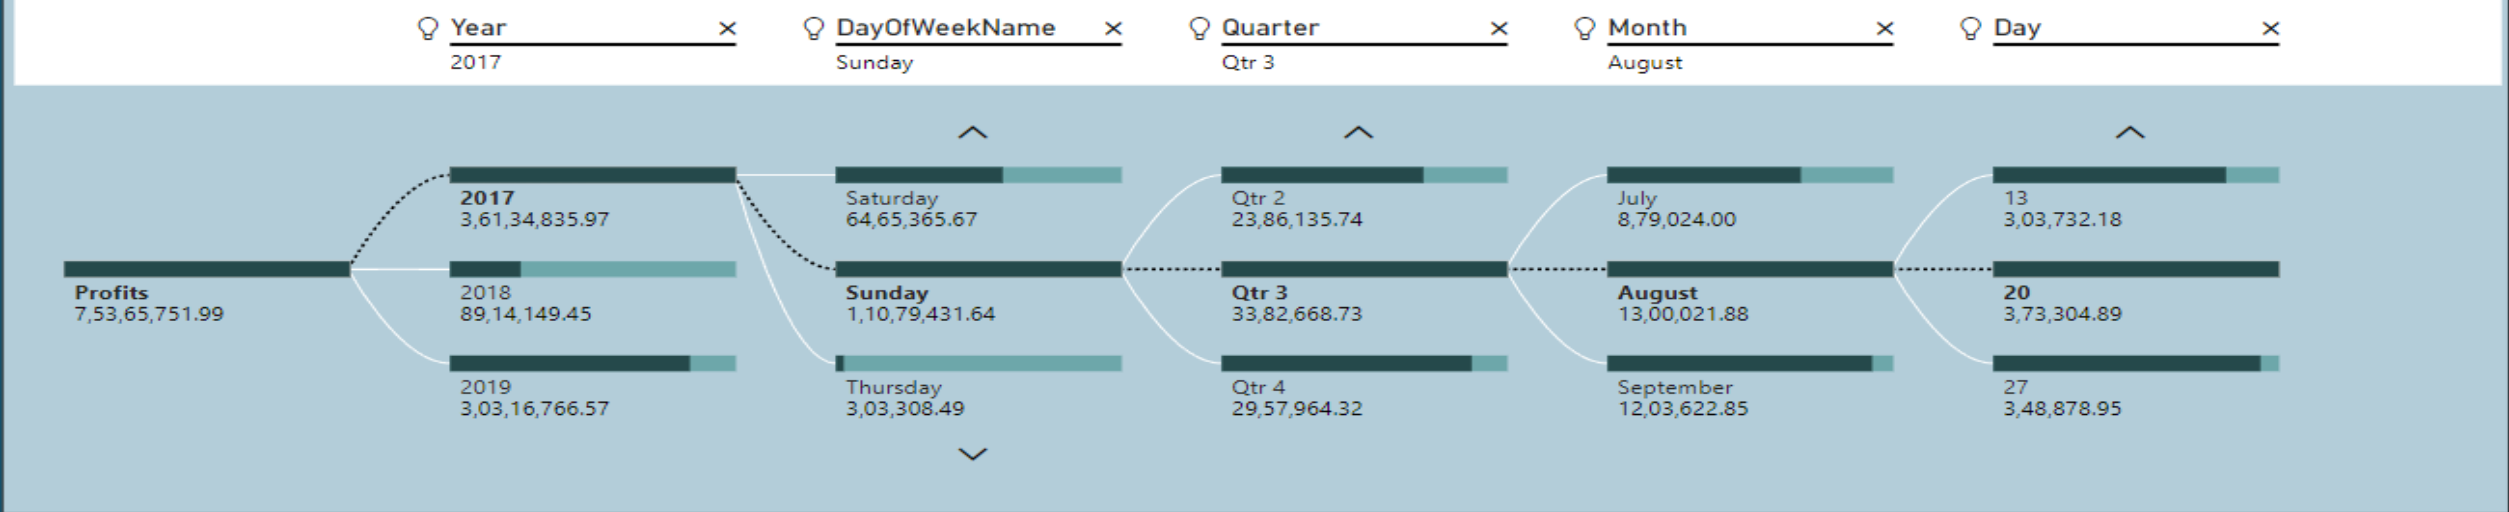 Year
2017
DayOfWeekName
Sunday
Quarter
Qtr 3
Month
August
Day
Profits
7,53,65,751.99
2017
3,61,34,835.97
2018
89,14,149.45
2019
3,03,16,766.57
Saturday
64,65,365.67
Sunday
1,10,79,431.64
Thursday
3,03,308.49
Qtr 2
23,86,135.74
Qtr 3
33,82,668.73
Qtr 4
29,57,964.32
July
8,79,024.00
August
13,00,021.88
September
12,03,622.85
13
3,03,732.18
20
3,73,304.89
27
3,48,878.95